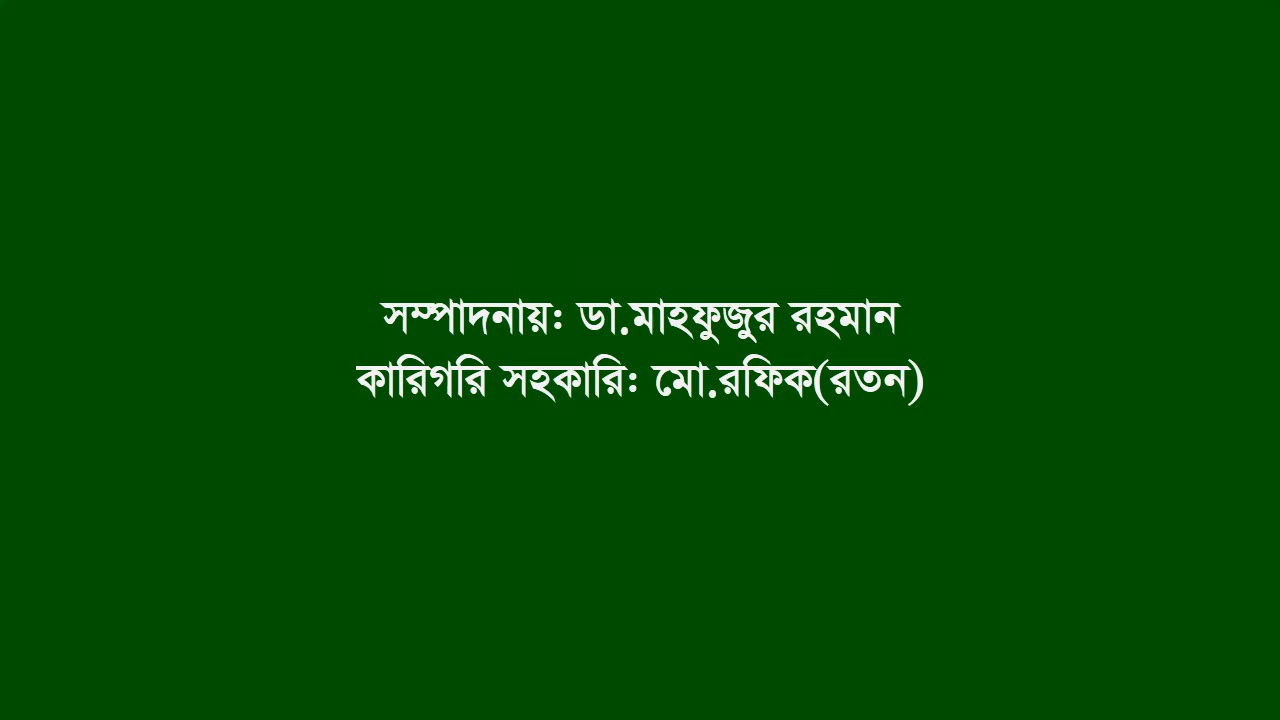 সম্পাদনায়: ডা.মাহফুজুর রহমান
কারিগরি সহকারি: মো.রফিক(রতন)